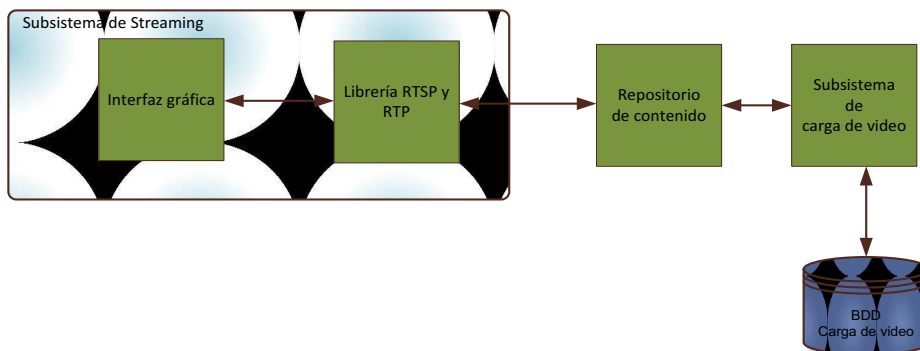 Subsistema de Streaming
Interfaz gráfica
Librería RTSP y
RTP
Repositorio
de contenido
Subsistema
de
carga de video
BDD
Carga de video